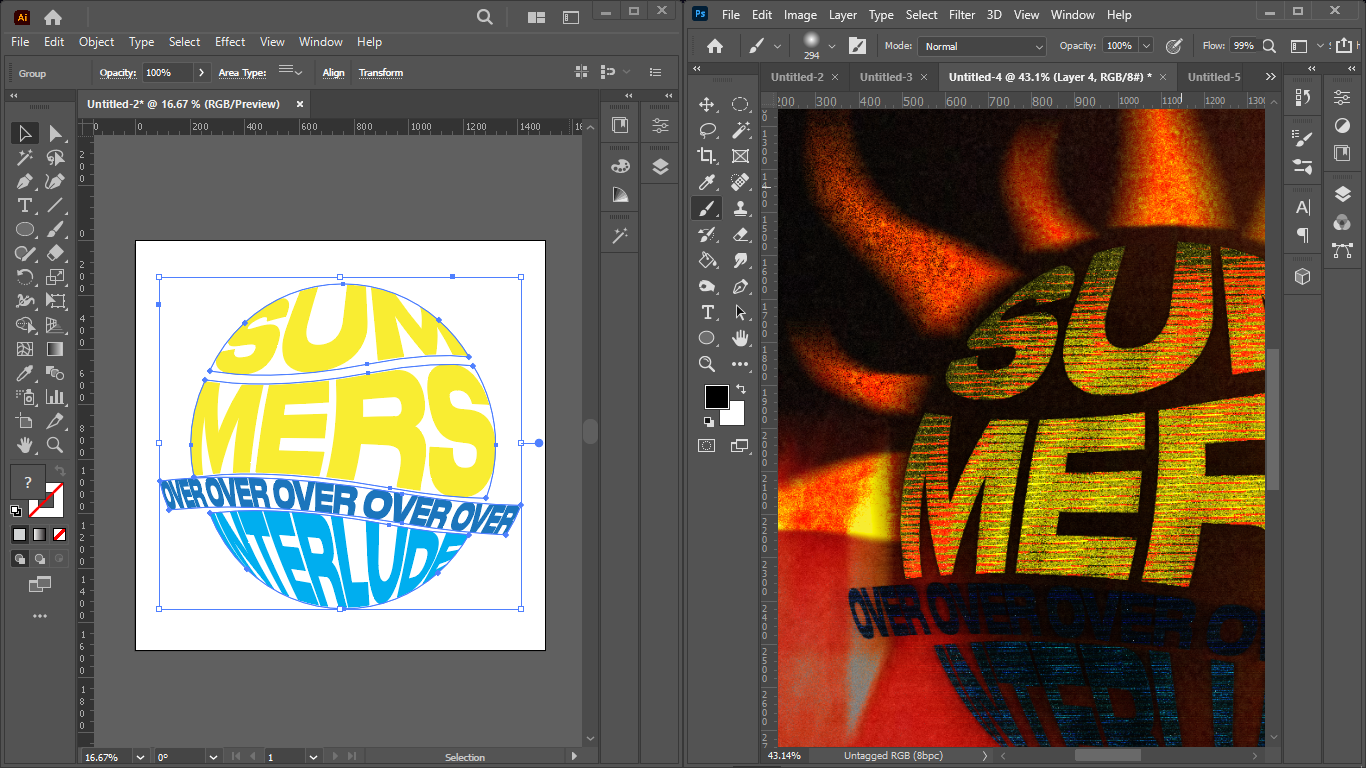 Ai
File Edit Object Type Select Effect View Window Help
Group Opacity: 100% Area Type: Align Transform
Untitled-2* @ 16.67 % (RGB/Preview) ×
0 0 200 400 600 800 1000 1200 1400
SUM
MERS
OVER OVER OVER OVER OVER
INTERLUDE
?
16.67% 0° 1 Selection
Ps File Edit Image Layer Type Select Filter 3D View Window Help
294 Mode: Normal Opacity: 100% Flow: 99%
Untitled-2 × Untitled-3 × Untitled-4 @ 43.1% (Layer 4, RGB/8#) * × Untitled-5
200 300 400 500 600 700 800 900 1000 1100 1200 1300
SU
ME
OVER OVER OVER OVER O
INTERLU
43.14% Untagged RGB (8bpc)